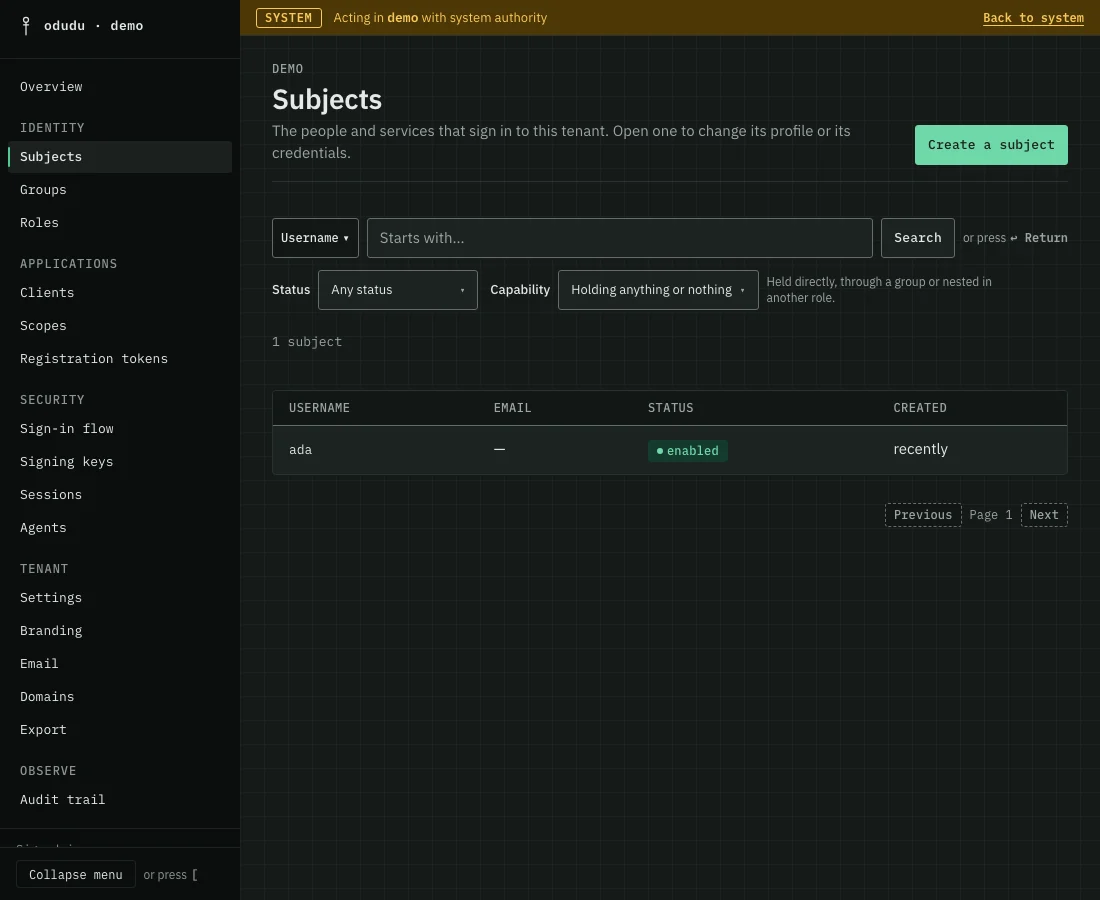 odudu · demo
SYSTEM Acting in demo with system authority Back to system
Overview
IDENTITY
Subjects
Groups
Roles
APPLICATIONS
Clients
Scopes
Registration tokens
SECURITY
Sign-in flow
Signing keys
Sessions
Agents
TENANT
Settings
Branding
Email
Domains
Export
OBSERVE
Audit trail
Collapse menu or press [
DEMO
Subjects
The people and services that sign in to this tenant. Open one to change its profile or its
credentials.
Create a subject
Username ▾ Starts with... Search or press ↩ Return
Status Any status ▾ Capability Holding anything or nothing ▾ Held directly, through a group or nested in
another role.
1 subject
USERNAME EMAIL STATUS CREATED
ada — enabled recently
Previous Page 1 Next